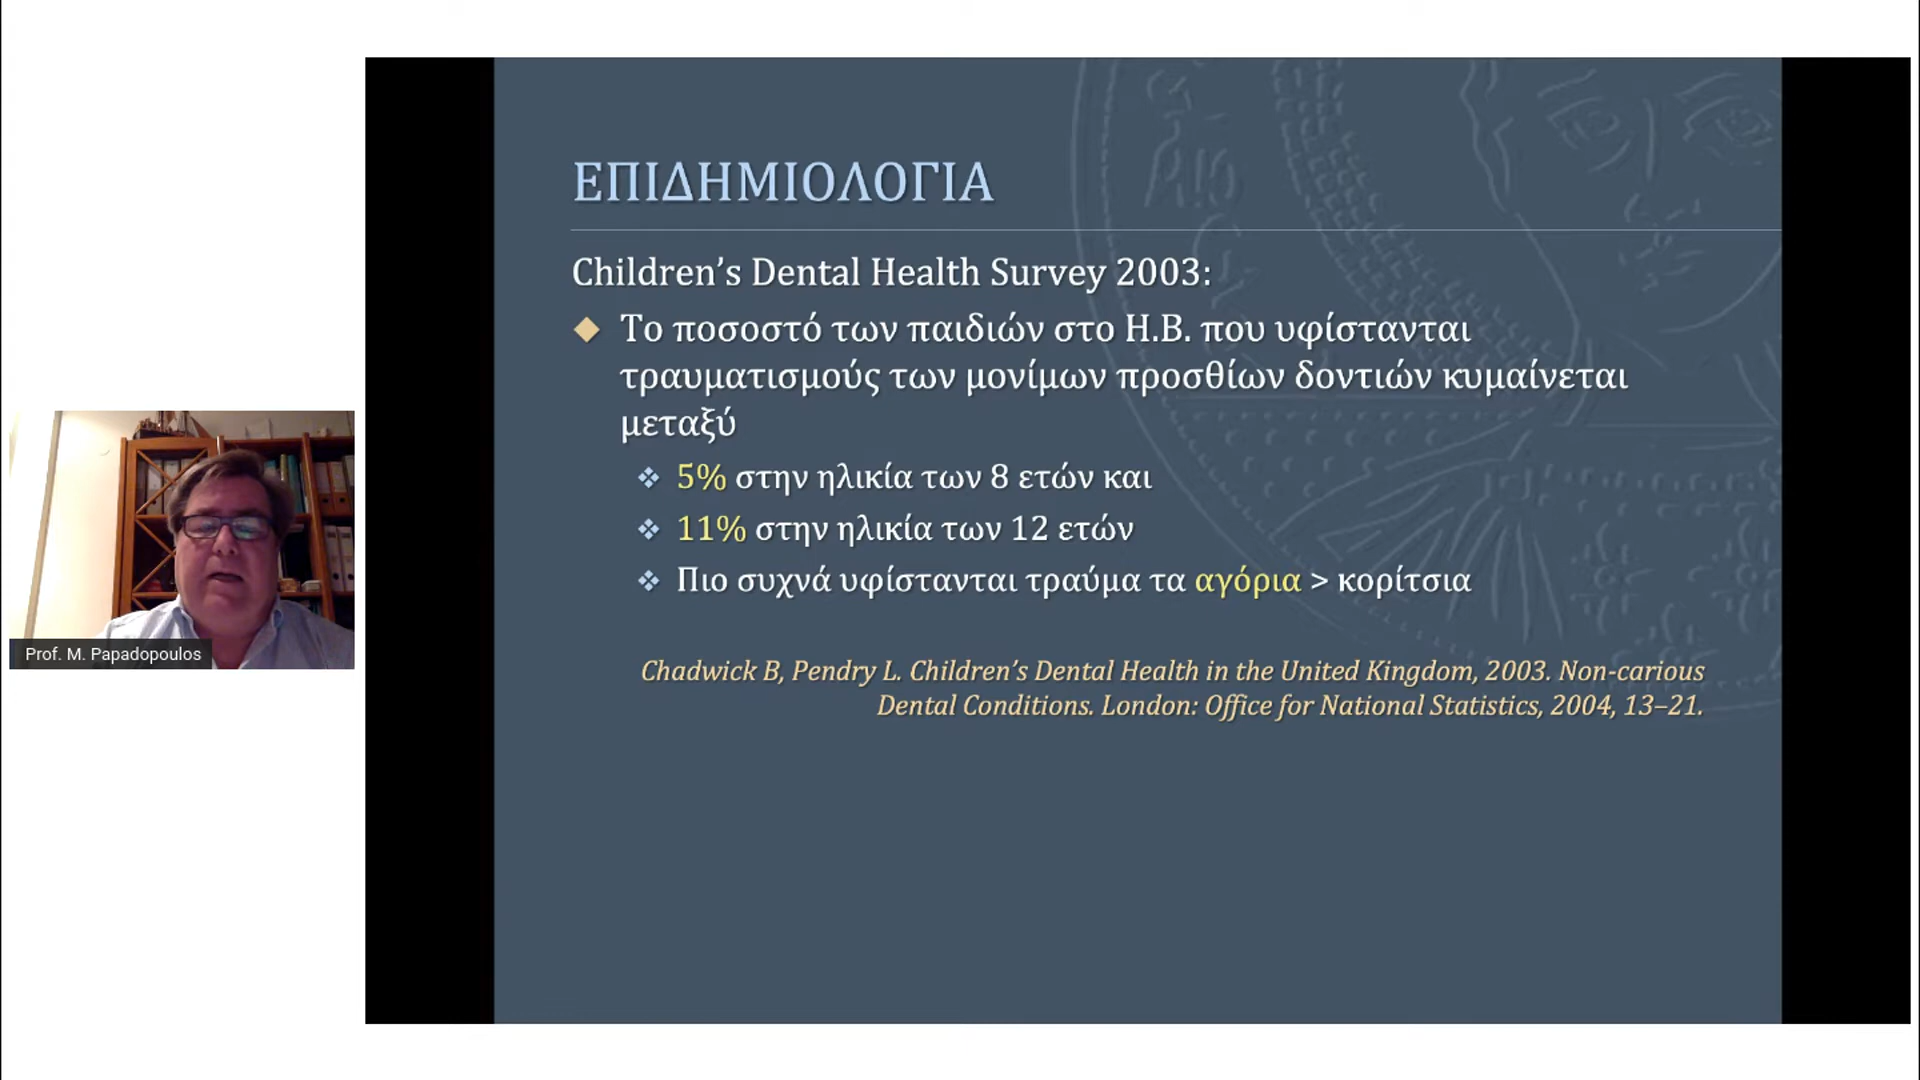 ΕΠΙΔΗΜΙΟΛΟΓΙΑ
Children’s Dental Health Survey 2003:
Το ποσοστό των παιδιών στο Η.Β. που υφίστανται
τραυματισμούς των μονίμων προσθίων δοντιών κυμαίνεται
μεταξύ
5% στην ηλικία των 8 ετών και
11% στην ηλικία των 12 ετών
Πιο συχνά υφίστανται τραύμα τα αγόρια > κορίτσια
Chadwick B, Pendry L. Children’s Dental Health in the United Kingdom, 2003. Non-carious
Dental Conditions. London: Office for National Statistics, 2004, 13–21.
Prof. M. Papadopoulos